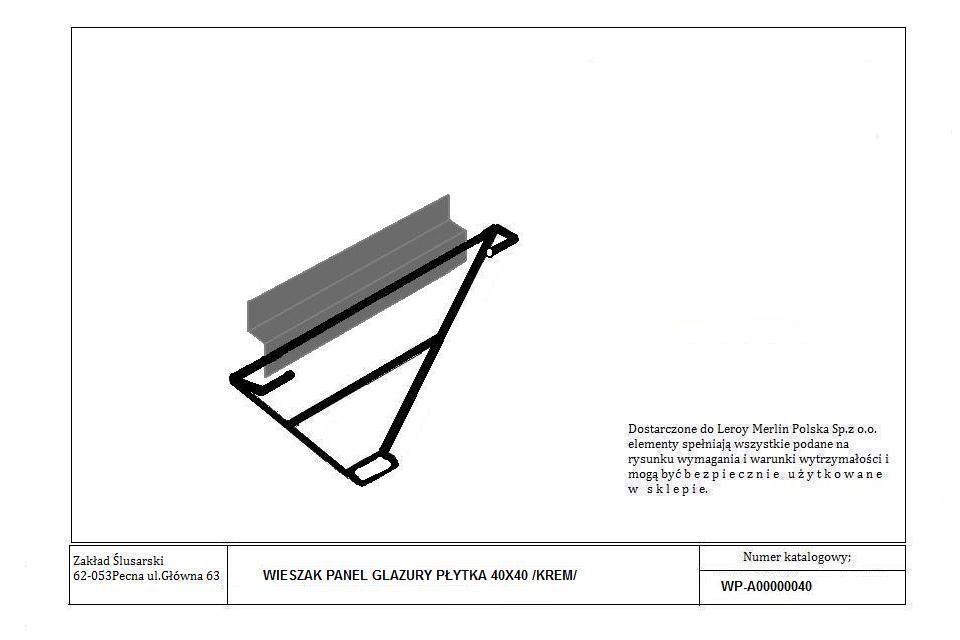 Dostarczone do Leroy Merlin Polska Sp.z o.o.
elementy spełniają wszystkie podane na
rysunku wymagania i warunki wytrzymałości i
mogą być b e z p i e c z n i e u ż y t k o w a n e
w s k l e p i e.
Zakład Ślusarski
62-053Pecna ul.Główna 63
WIESZAK PANEL GLAZURY PŁYTKA 40X40 /KREM/
Numer katalogowy;
WP-A00000040